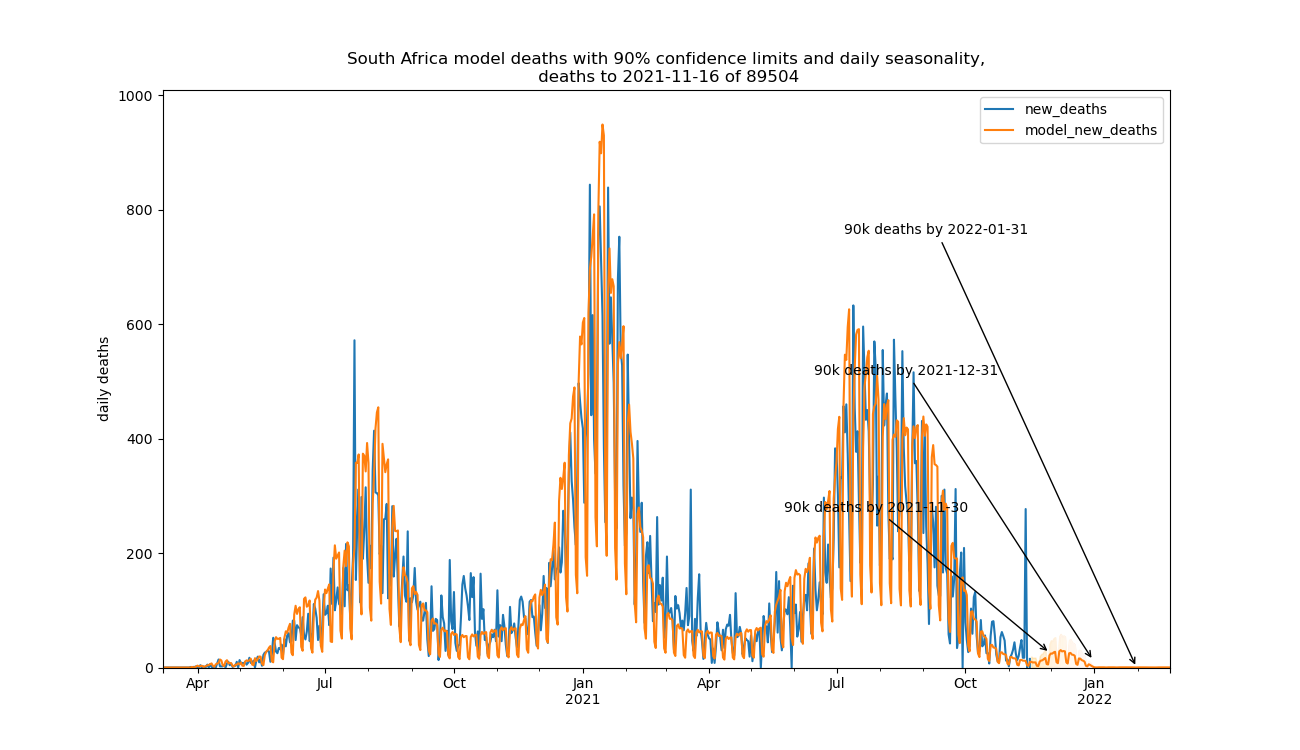 South Africa model deaths with 90% confidence limits and daily seasonality,
deaths to 2021-11-16 of 89504
new_deaths
model_new_deaths
90k deaths by 2022-01-31
90k deaths by 2021-12-31
90k deaths by 2021-11-30
daily deaths
1000
800
600
400
200
0
Apr
Jul
Oct
Jan
2021
Apr
Jul
Oct
Jan
2022